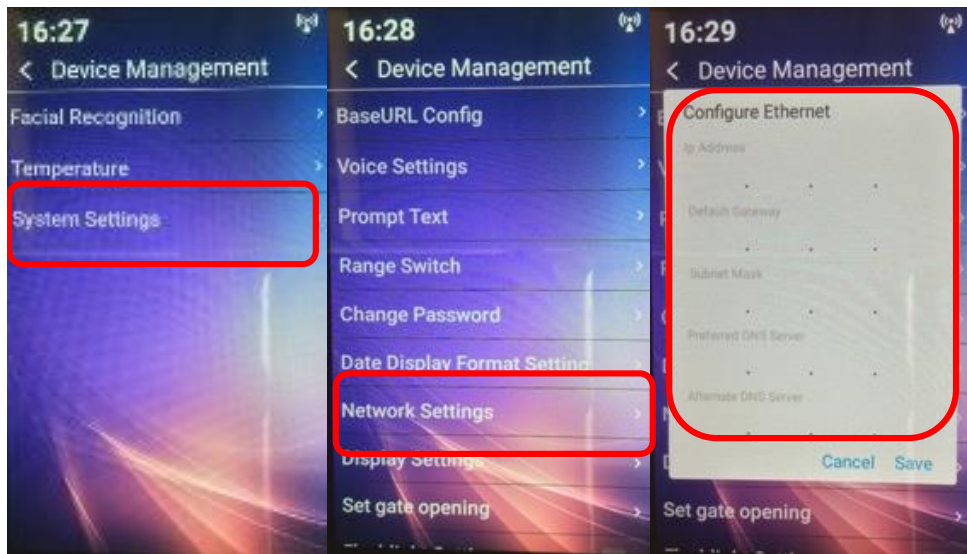 16:27
Device Management
Facial Recognition
Temperature
System Settings
16:28
Device Management
BaseURL Config
Voice Settings
Prompt Text
Range Switch
Change Password
Date Display Format Setting
Network Settings
Display Settings
Set gate opening
16:29
Device Management
Configure Ethernet
Ip Address
Default Gateway
Subnet Mask
Preferred DNS Server
Alternate DNS Server
Cancel Save
Set gate opening